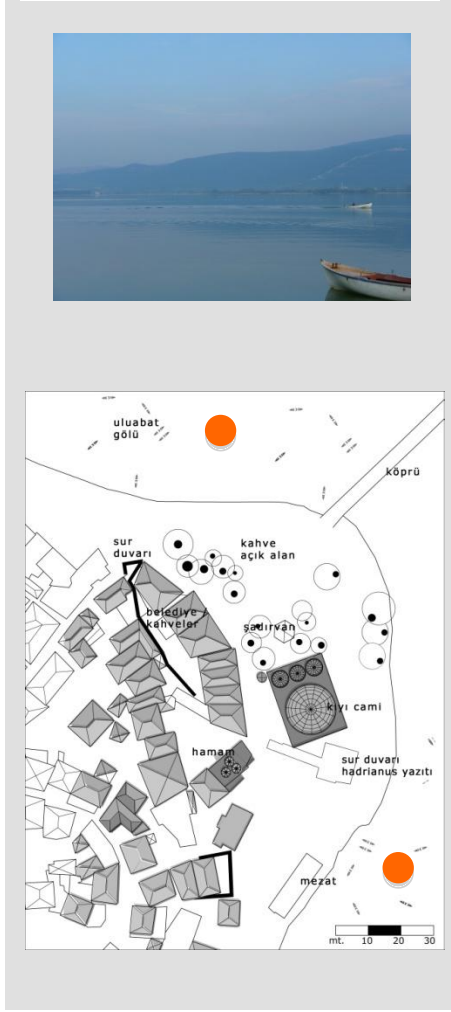 uluabat
gölü
köprü
sur
duvarı
kahve
açık alan
belediye /
kahveler
şadırvan
kıyı cami
hamam
sur duvarı
hadrianus yazıtı
mezat
mt. 10 20 30